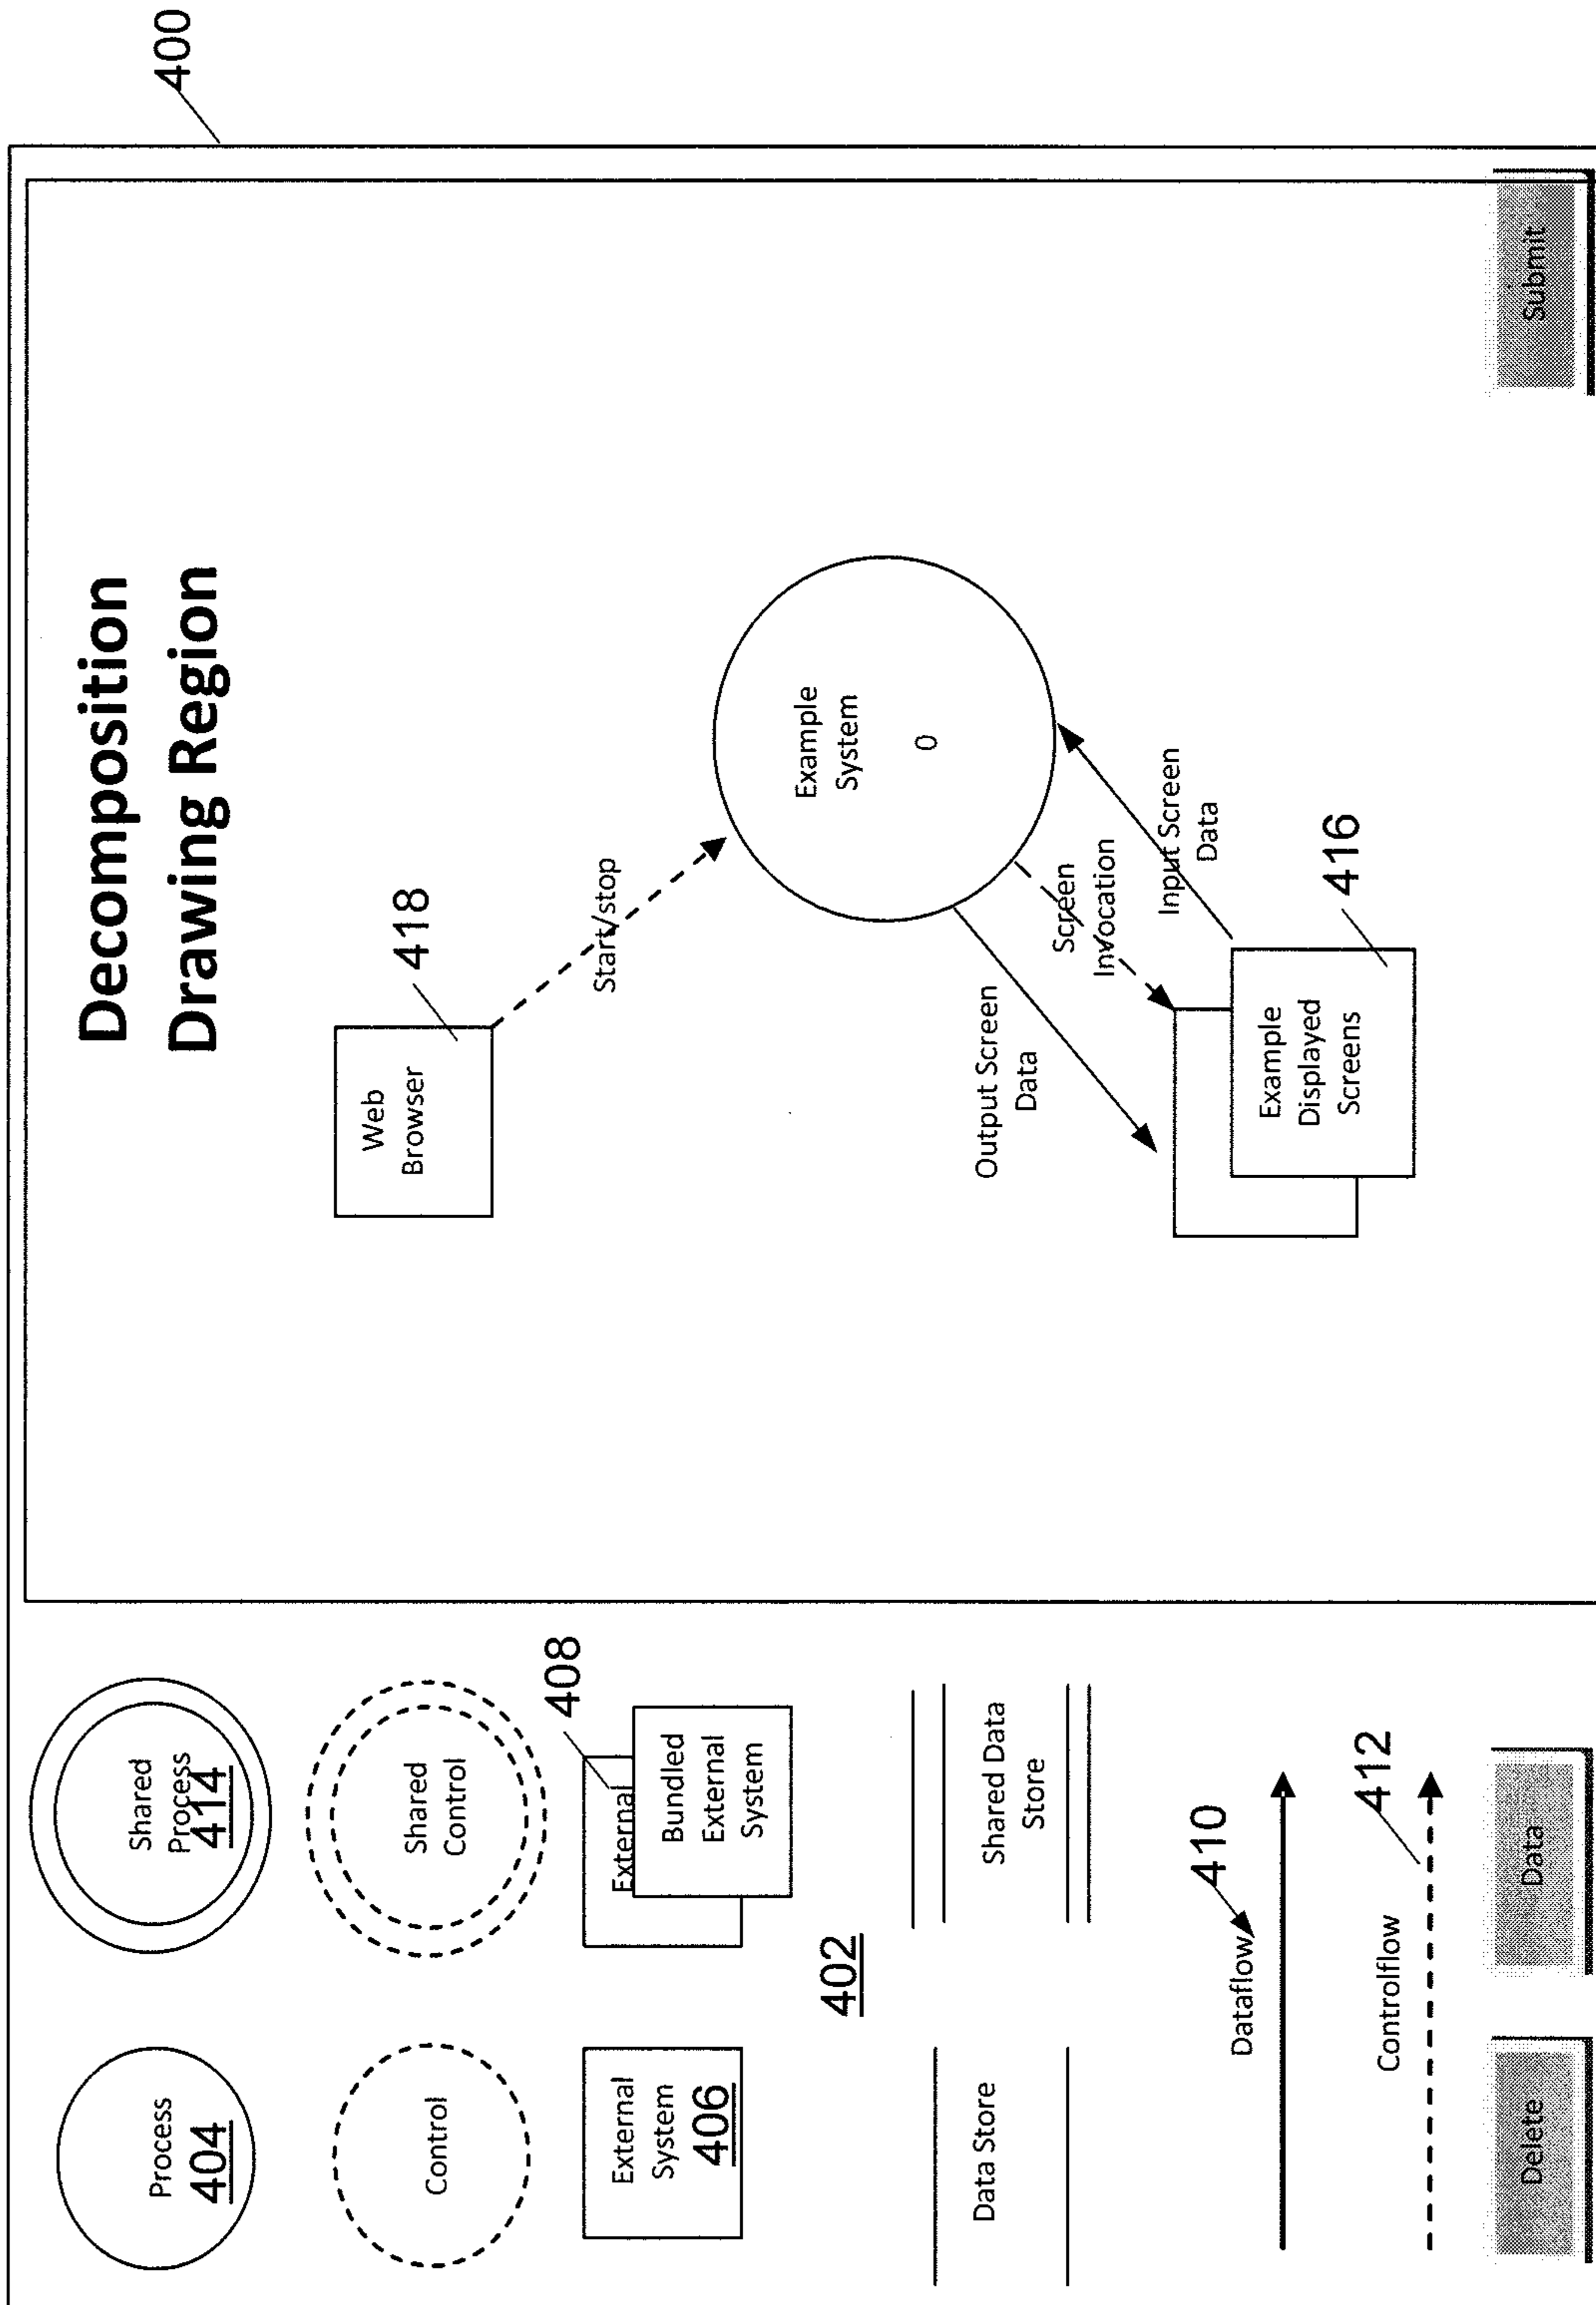 400
Decomposition
Drawing Region
Process
404
Shared
Process
414
Control
Shared
Control
External
System
406
External
408
Bundled
External
System
402
Data Store
Shared Data
Store
Dataflow
410
Controlflow
412
Delete
Data
Web
Browser
418
Start/stop
Example
System
0
Output Screen
Data
Screen
Invocation
Input Screen
Data
Example
Displayed
Screens
416
Submit